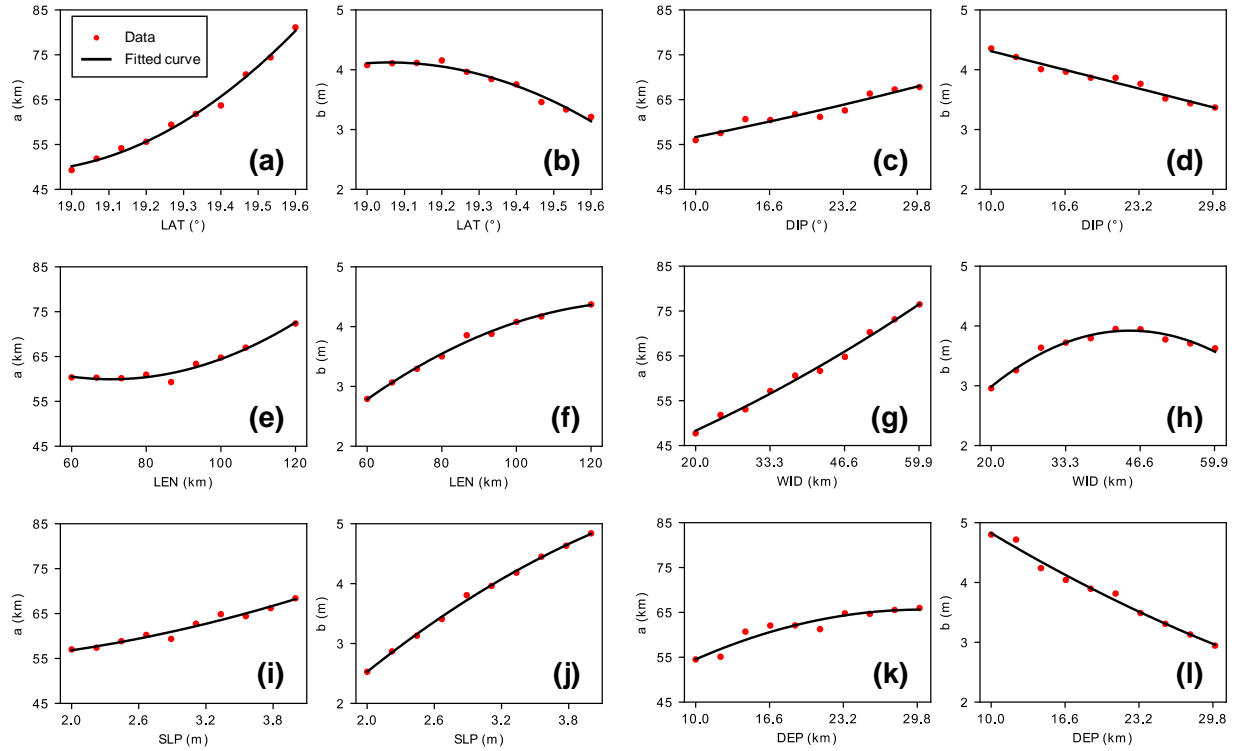 85
75
65
55
45
a (km)
Data
Fitted curve
(a)
19.0 19.1 19.2 19.3 19.4 19.5 19.6
LAT (°)
5
4
3
2
b (m)
(b)
19.0 19.1 19.2 19.3 19.4 19.5 19.6
LAT (°)
85
75
65
55
45
a (km)
(c)
10.0 16.6 23.2 29.8
DIP (°)
5
4
3
2
b (m)
(d)
10.0 16.6 23.2 29.8
DIP (°)
85
75
65
55
45
a (km)
(e)
60 80 100 120
LEN (km)
5
4
3
2
b (m)
(f)
60 80 100 120
LEN (km)
85
75
65
55
45
a (km)
(g)
20.0 33.3 46.6 59.9
WID (km)
5
4
3
2
b (m)
(h)
20.0 33.3 46.6 59.9
WID (km)
85
75
65
55
45
a (km)
(i)
2.0 2.6 3.2 3.8
SLP (m)
5
4
3
2
b (m)
(j)
2.0 2.6 3.2 3.8
SLP (m)
85
75
65
55
45
a (km)
(k)
10.0 16.6 23.2 29.8
DEP (km)
5
4
3
2
b (m)
(l)
10.0 16.6 23.2 29.8
DEP (km)